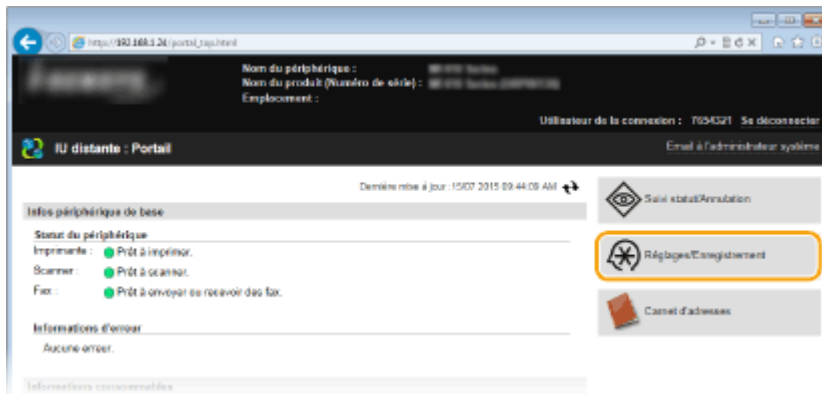 http://192.168.1.24/portal_top.html
Nom du périphérique :
Nom du produit (Numéro de série) :
Emplacement :
Utilisateur de la connexion : 7654321 Se déconnecter
IU distante : Portail
Email à l'administrateur système
Dernière mise à jour :15/07 2015 09:44:09 AM
Infos périphérique de base
Statut du périphérique
Imprimante : Prêt à imprimer.
Scanner : Prêt à scanner.
Fax : Prêt à envoyer ou recevoir des fax.
Informations d'erreur
Aucune erreur.
Informations consommables
Suivi statut/Annulation
Réglages/Enregistrement
Carnet d'adresses